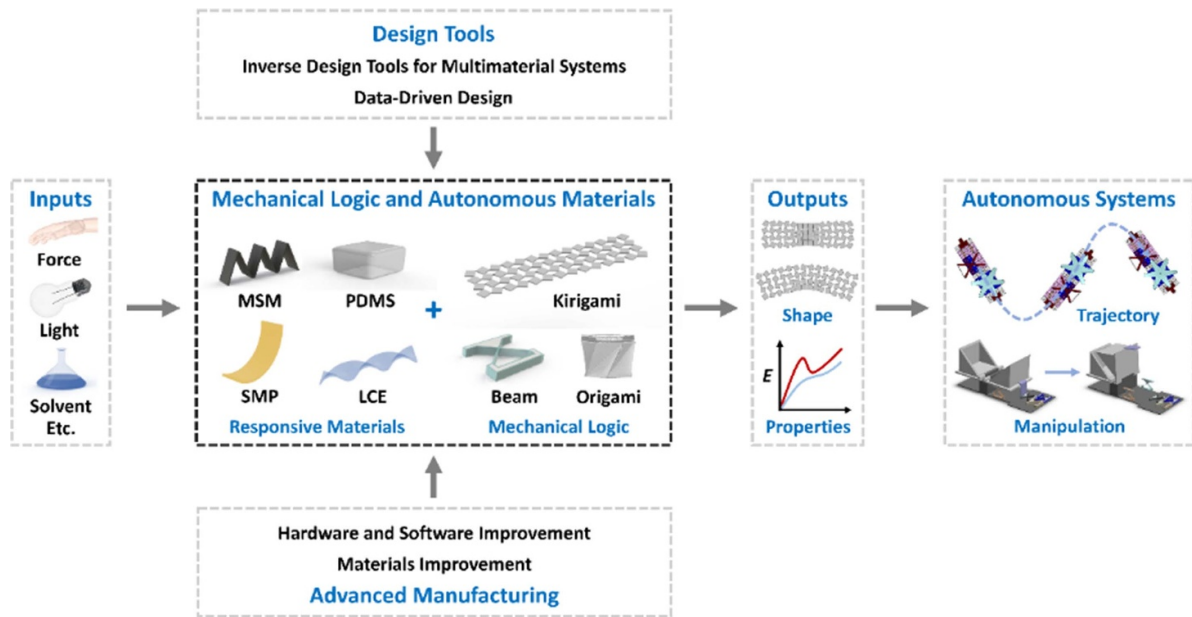 Design Tools
Inverse Design Tools for Multimaterial Systems
Data-Driven Design
Inputs
Force
Light
Solvent
Etc.
Mechanical Logic and Autonomous Materials
MSM
PDMS
+
Kirigami
SMP
LCE
Beam
Origami
Responsive Materials
Mechanical Logic
Outputs
Shape
E
Properties
Autonomous Systems
Trajectory
Manipulation
Hardware and Software Improvement
Materials Improvement
Advanced Manufacturing